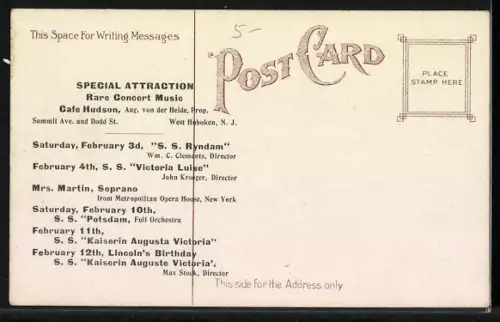 This Space For Writing Messages
5-
POST CARD
PLACE
STAMP HERE
SPECIAL ATTRACTION
Rare Concert Music
Cafe Hudson, Aug. von der Heide, Prop.
Summit Ave. and Dodd St. West Hoboken, N. J.
Saturday, February 3d, "S. S. Ryndam"
Wm. C. Clements, Director
February 4th, S. S. "Victoria Luise"
John Kroeger, Director
Mrs. Martin, Soprano
from Metropolitan Opera House, New York
Saturday, February 10th,
S. S. "Potsdam, Full Orchestra
February 11th,
S. S. "Kaiserin Augusta Victoria"
February 12th, Lincoln's Birthday
S. S. "Kaiserin Auguste Victoria'.
Max Stock, Director
This side for the Address only